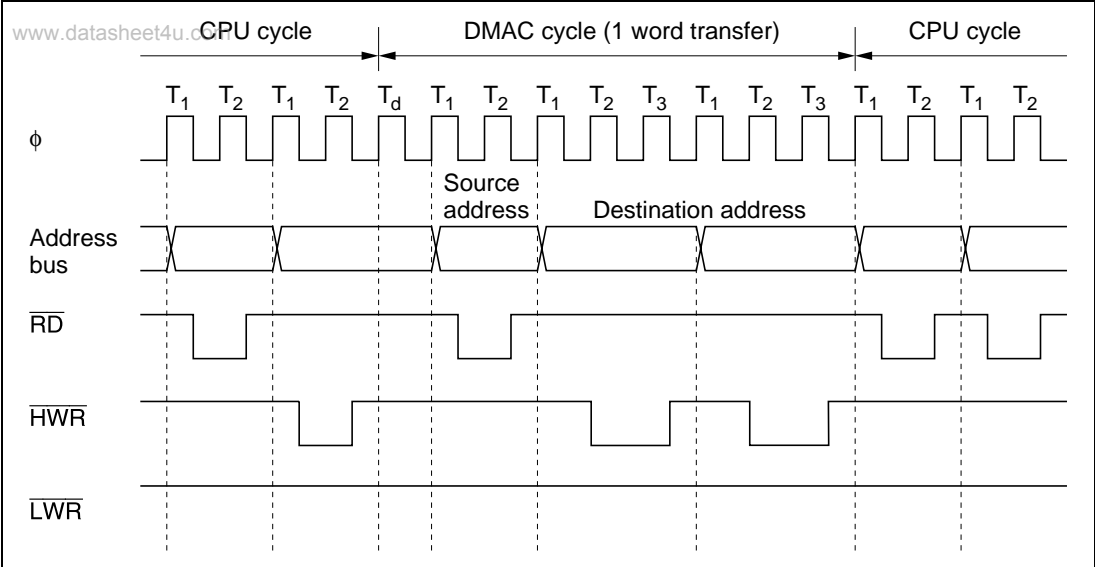 www.datasheet4u.com
CPU cycle DMAC cycle (1 word transfer) CPU cycle
T1 T2 T1 T2 Td T1 T2 T1 T2 T3 T1 T2 T3 T1 T2 T1 T2
ϕ
Source
address Destination address
Address
bus
RD
HWR
LWR